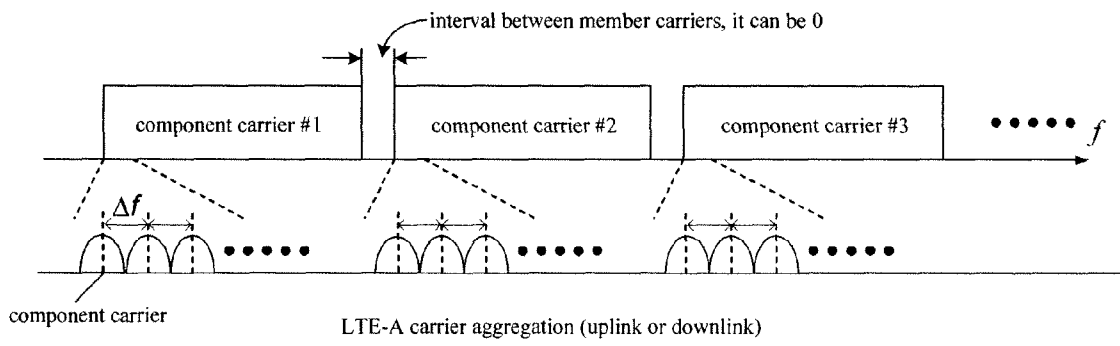 interval between member carriers, it can be 0
component carrier #1
component carrier #2
component carrier #3
f
Δf
component carrier
LTE-A carrier aggregation (uplink or downlink)